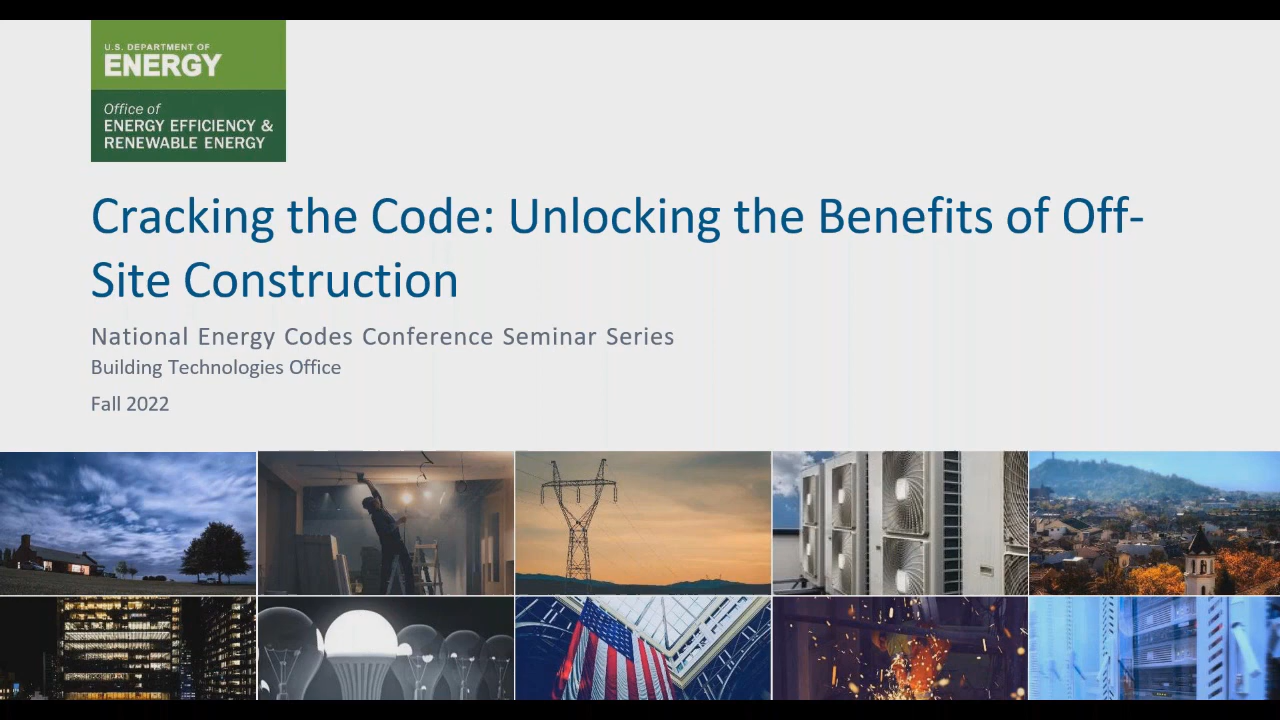 U.S. DEPARTMENT OF
ENERGY
Office of
ENERGY EFFICIENCY &
RENEWABLE ENERGY
Cracking the Code: Unlocking the Benefits of Off-
Site Construction
National Energy Codes Conference Seminar Series
Building Technologies Office
Fall 2022